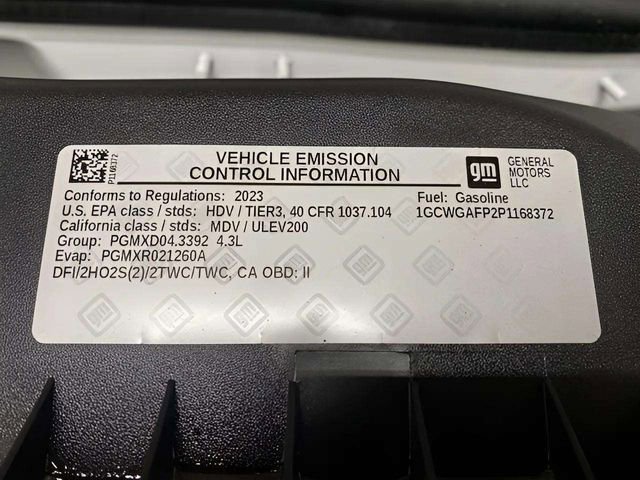 VEHICLE EMISSION
CONTROL INFORMATION
P1168372
gm
GENERAL
MOTORS
LLC
Conforms to Regulations: 2023
Fuel: Gasoline
U.S. EPA class / stds: HDV / TIER3, 40 CFR 1037.104
1GCWGAFP2P1168372
California class / stds: MDV / ULEV200
Group: PGMXD04.3392 4.3L
Evap: PGMXR021260A
DFI/2HO2S(2)/2TWC/TWC, CA OBD: II